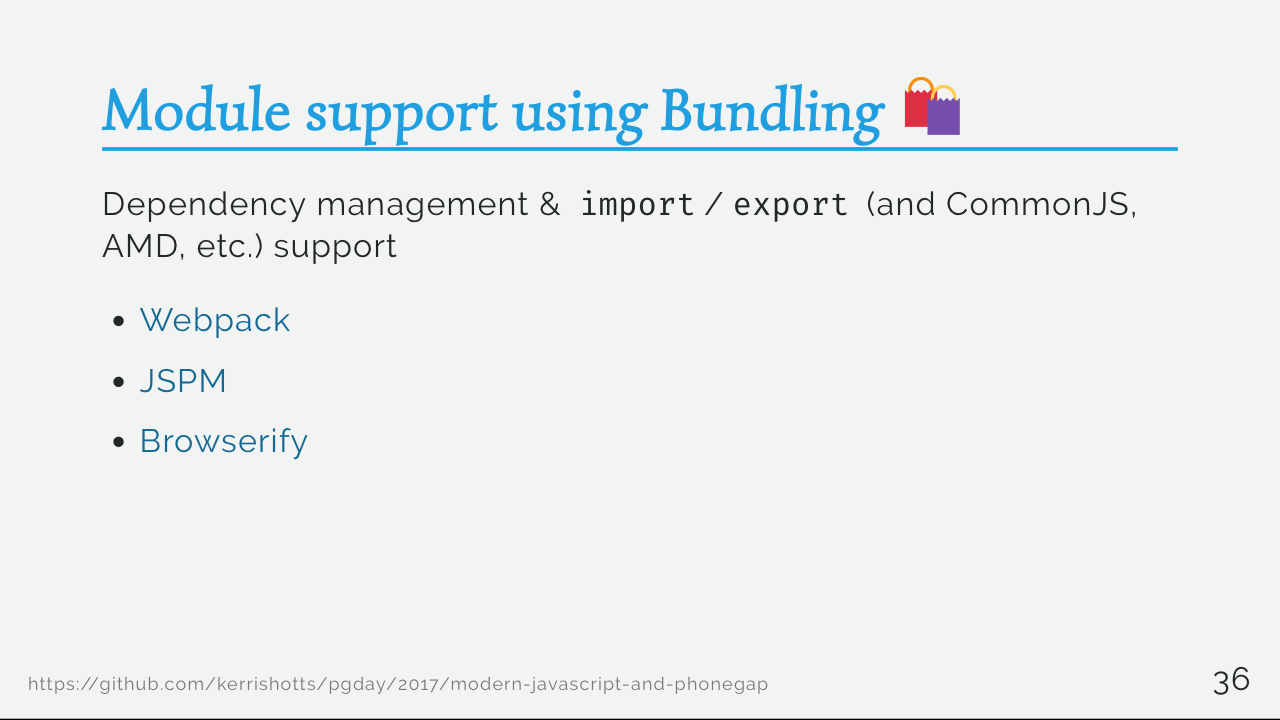 Module support using Bundling
Dependency management & import / export (and CommonJS,
AMD, etc.) support
• Webpack
• JSPM
• Browserify
https://github.com/kerrishotts/pgday/2017/modern-javascript-and-phonegap
36